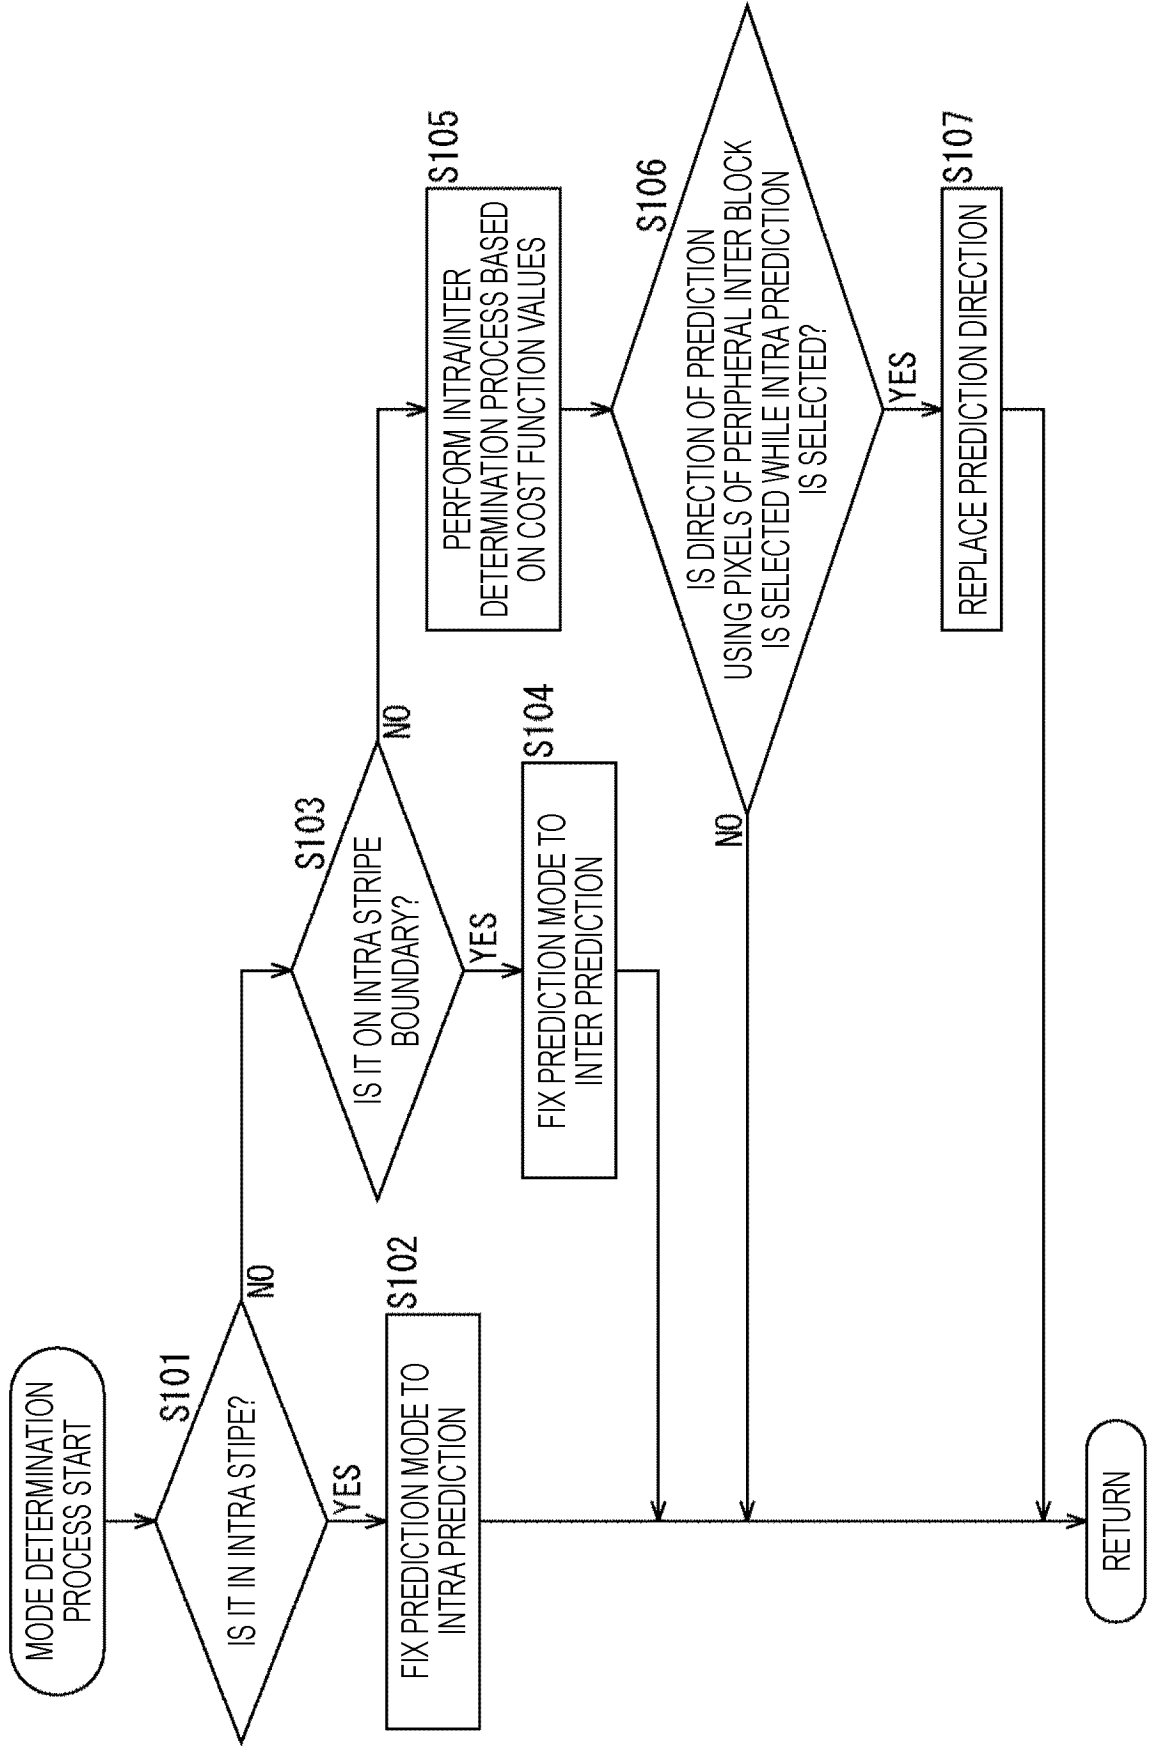 MODE DETERMINATION
PROCESS START
S101
IS IT IN INTRA STIPE?
NO
YES
S102
FIX PREDICTION MODE TO
INTRA PREDICTION
S103
IS IT ON INTRA STRIPE
BOUNDARY?
NO
YES
S104
FIX PREDICTION MODE TO
INTER PREDICTION
S105
PERFORM INTRA/INTER
DETERMINATION PROCESS BASED
ON COST FUNCTION VALUES
S106
IS DIRECTION OF PREDICTION
USING PIXELS OF PERIPHERAL INTER BLOCK
IS SELECTED WHILE INTRA PREDICTION
IS SELECTED?
NO
YES
S107
REPLACE PREDICTION DIRECTION
RETURN